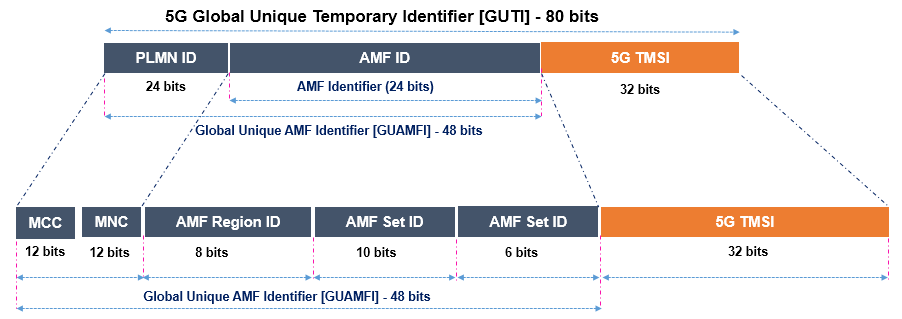 5G Global Unique Temporary Identifier [GUTI] - 80 bits
PLMN ID AMF ID 5G TMSI
24 bits AMF Identifier (24 bits) 32 bits
Global Unique AMF Identifier [GUAMFI] - 48 bits
MCC MNC AMF Region ID AMF Set ID AMF Set ID 5G TMSI
12 bits 12 bits 8 bits 10 bits 6 bits 32 bits
Global Unique AMF Identifier [GUAMFI] - 48 bits